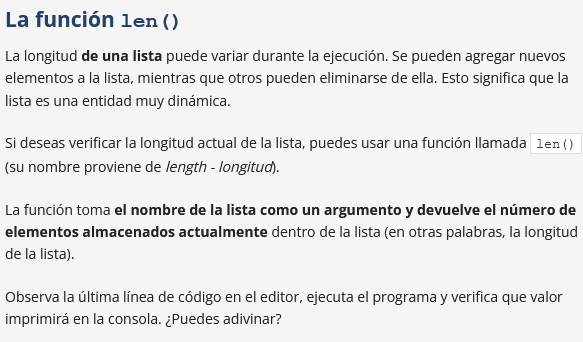 La función len()
La longitud de una lista puede variar durante la ejecución. Se pueden agregar nuevos
elementos a la lista, mientras que otros pueden eliminarse de ella. Esto significa que la
lista es una entidad muy dinámica.
Si deseas verificar la longitud actual de la lista, puedes usar una función llamada len()
(su nombre proviene de length - longitud).
La función toma el nombre de la lista como un argumento y devuelve el número de
elementos almacenados actualmente dentro de la lista (en otras palabras, la longitud
de la lista).
Observa la última línea de código en el editor, ejecuta el programa y verifica que valor
imprimirá en la consola. ¿Puedes adivinar?